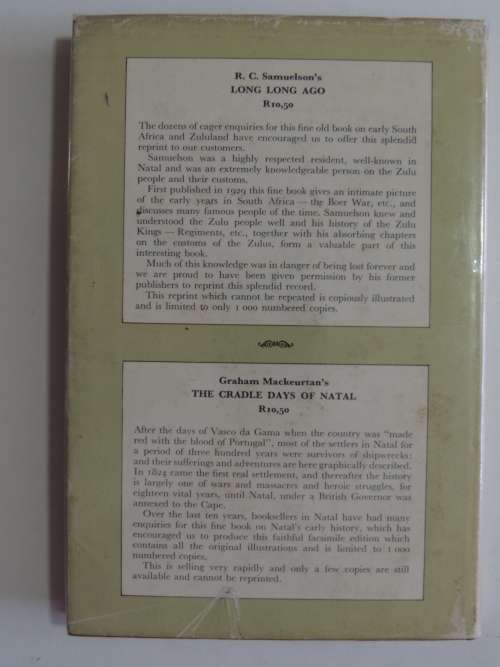 R. C. Samuelson's
LONG LONG AGO
R10,50
The dozens of eager enquiries for this fine old book on early South
Africa and Zululand have encouraged us to offer this splendid
reprint to our customers.
Samuelson was a highly respected resident, well-known in
Natal and was an extremely knowledgeable person on the Zulu
people and their customs.
First published in 1929 this fine book gives an intimate picture
of the early years in South Africa — the Boer War, etc., and
discusses many famous people of the time. Samuelson knew and
understood the Zulu people well and his history of the Zulu
Kings — Regiments, etc., together with his absorbing chapters
on the customs of the Zulus, form a valuable part of this
interesting book.
Much of this knowledge was in danger of being lost forever and
we are proud to have been given permission by his former
publishers to reprint this splendid record.
This reprint which cannot be repeated is copiously illustrated
and is limited to only 1 000 numbered copies.
Graham Mackeurtan's
THE CRADLE DAYS OF NATAL
R10,50
After the days of Vasco da Gama when the country was "made
red with the blood of Portugal", most of the settlers in Natal for
a period of three hundred years were survivors of shipwrecks;
and their sufferings and adventures are here graphically described.
In 1824 came the first real settlement, and thereafter the history
is largely one of wars and massacres and heroic struggles, for
eighteen vital years, until Natal, under a British Governor was
annexed to the Cape.
Over the last ten years, booksellers in Natal have had many
enquiries for this fine book on Natal's early history, which has
encouraged us to produce this faithful facsimile edition which
contains all the original illustrations and is limited to 1 000
numbered copies.
This is selling very rapidly and only a few copies are still
available and cannot be reprinted.